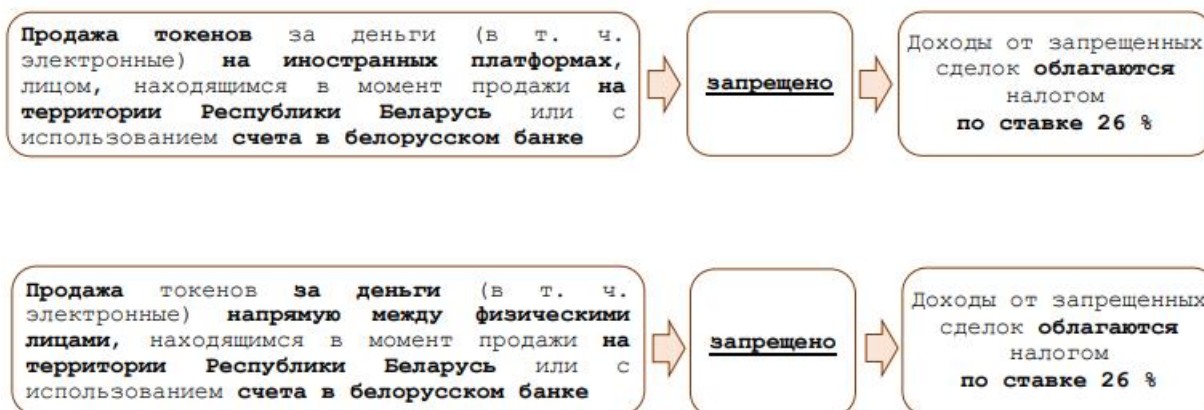 Продажа токенов за деньги (в т. ч.
электронные) на иностранных платформах,
лицом, находящимся в момент продажи на
территории Республики Беларусь или с
использованием счета в белорусском банке
запрещено
Доходы от запрещенных
сделок облагаются
налогом
по ставке 26 %
Продажа токенов за деньги (в т. ч.
электронные) напрямую между физическими
лицами, находящимся в момент продажи на
территории Республики Беларусь или с
использованием счета в белорусском банке
запрещено
Доходы от запрещенных
сделок облагаются
налогом
по ставке 26 %